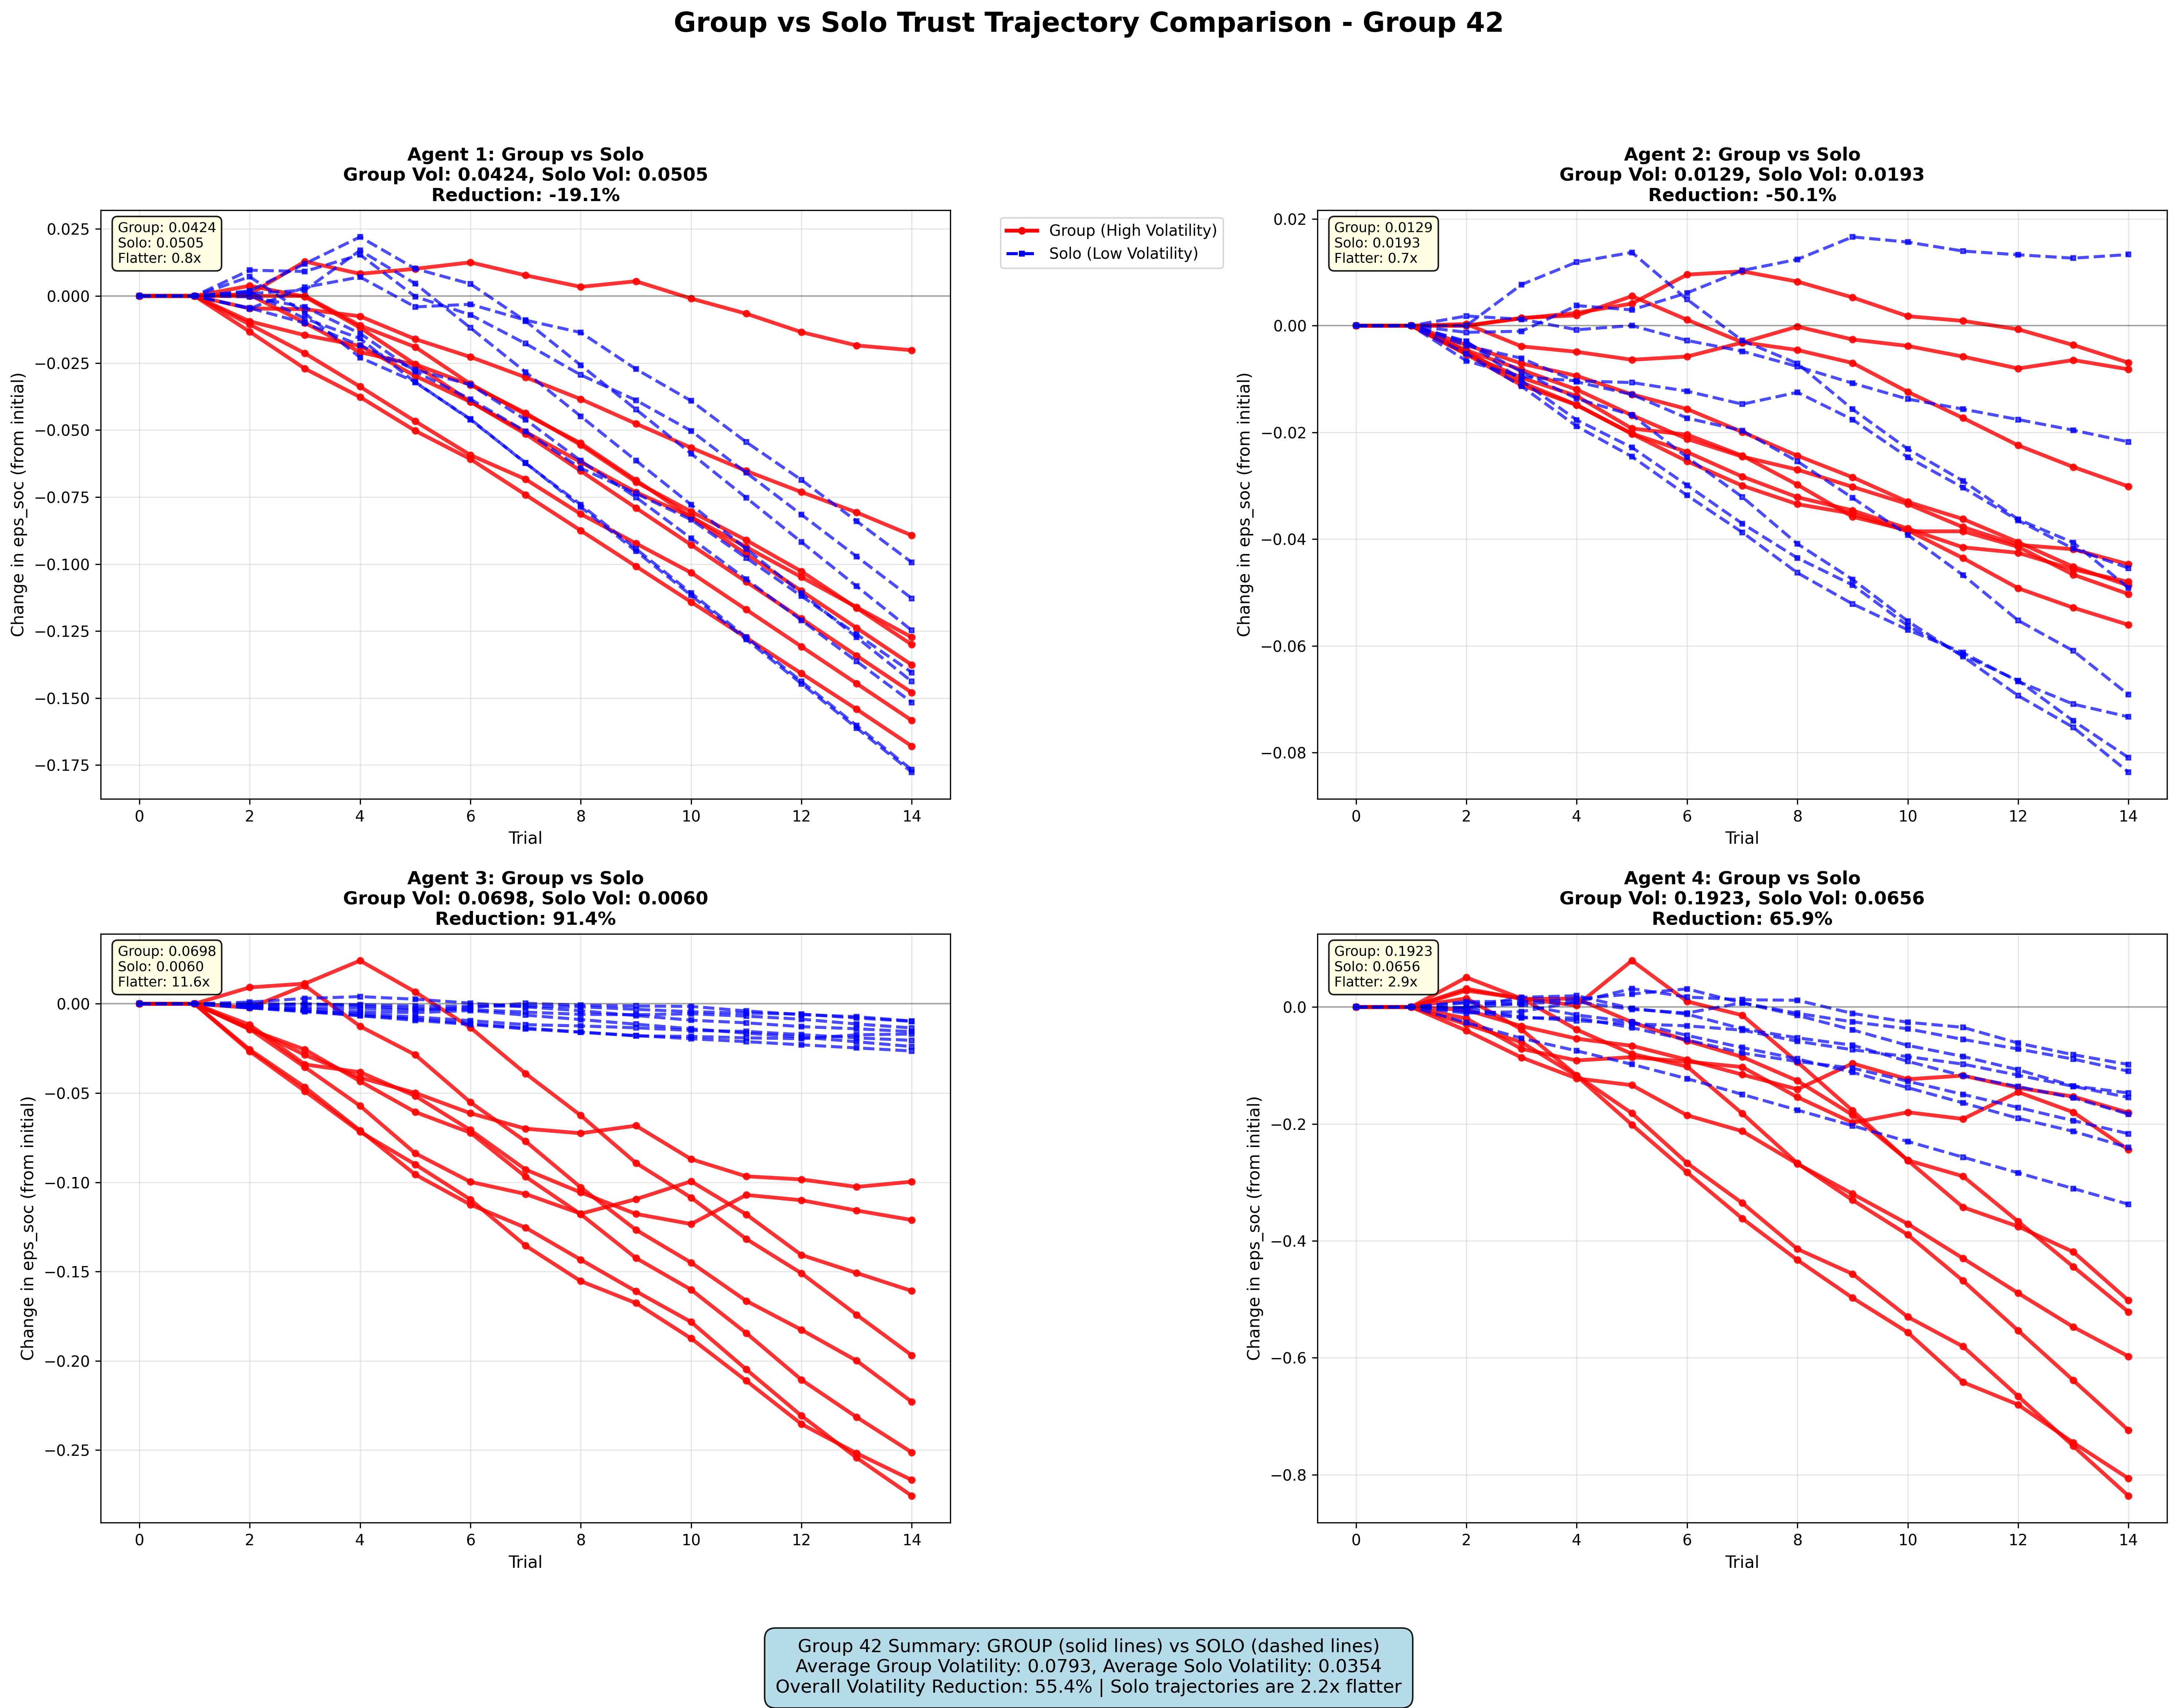 Group vs Solo Trust Trajectory Comparison - Group 42
Agent 1: Group vs Solo
Group Vol: 0.0424, Solo Vol: 0.0505
Reduction: -19.1%
Group: 0.0424
Solo: 0.0505
Flatter: 0.8x
0.025
0.000
−0.025
−0.050
−0.075
−0.100
−0.125
−0.150
−0.175
Change in eps_soc (from initial)
0 2 4 6 8 10 12 14
Trial
Group (High Volatility)
Solo (Low Volatility)
Agent 2: Group vs Solo
Group Vol: 0.0129, Solo Vol: 0.0193
Reduction: -50.1%
Group: 0.0129
Solo: 0.0193
Flatter: 0.7x
0.02
0.00
−0.02
−0.04
−0.06
−0.08
Change in eps_soc (from initial)
0 2 4 6 8 10 12 14
Trial
Agent 3: Group vs Solo
Group Vol: 0.0698, Solo Vol: 0.0060
Reduction: 91.4%
Group: 0.0698
Solo: 0.0060
Flatter: 11.6x
0.00
−0.05
−0.10
−0.15
−0.20
−0.25
Change in eps_soc (from initial)
0 2 4 6 8 10 12 14
Trial
Agent 4: Group vs Solo
Group Vol: 0.1923, Solo Vol: 0.0656
Reduction: 65.9%
Group: 0.1923
Solo: 0.0656
Flatter: 2.9x
0.0
−0.2
−0.4
−0.6
−0.8
Change in eps_soc (from initial)
0 2 4 6 8 10 12 14
Trial
Group 42 Summary: GROUP (solid lines) vs SOLO (dashed lines)
Average Group Volatility: 0.0793, Average Solo Volatility: 0.0354
Overall Volatility Reduction: 55.4% | Solo trajectories are 2.2x flatter